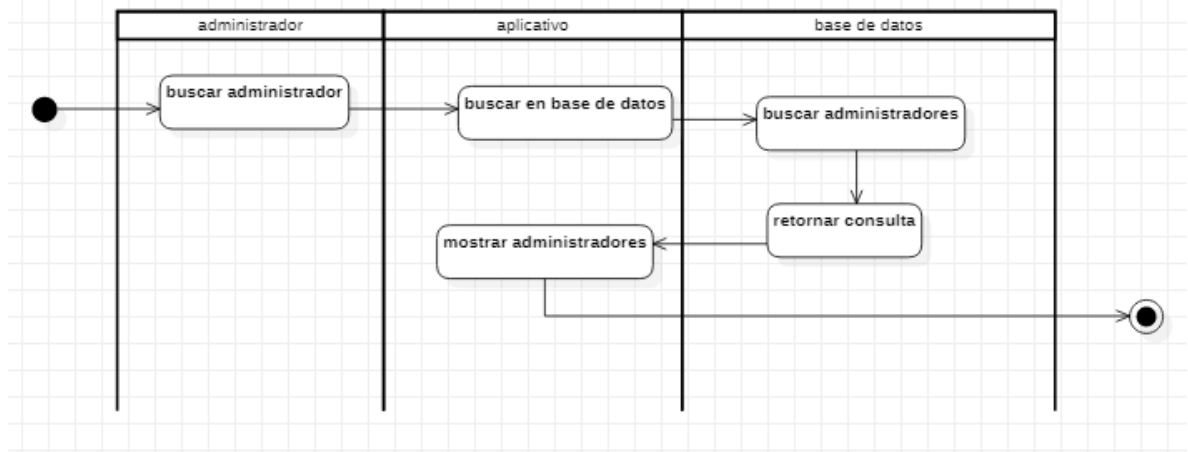 administrador
aplicativo
base de datos
buscar administrador
buscar en base de datos
buscar administradores
retornar consulta
mostrar administradores